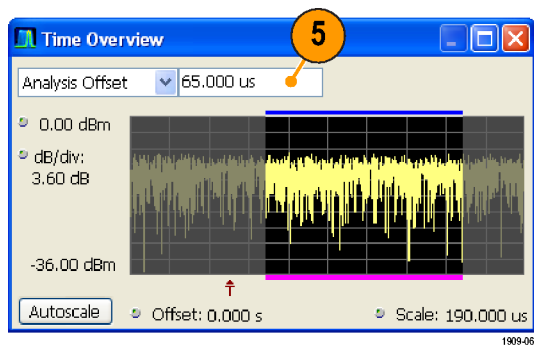 Time Overview
5
Analysis Offset 65.000 us
0.00 dBm
dB/div:
3.60 dB
-36.00 dBm
Autoscale Offset: 0.000 s Scale: 190.000 us
1909-06